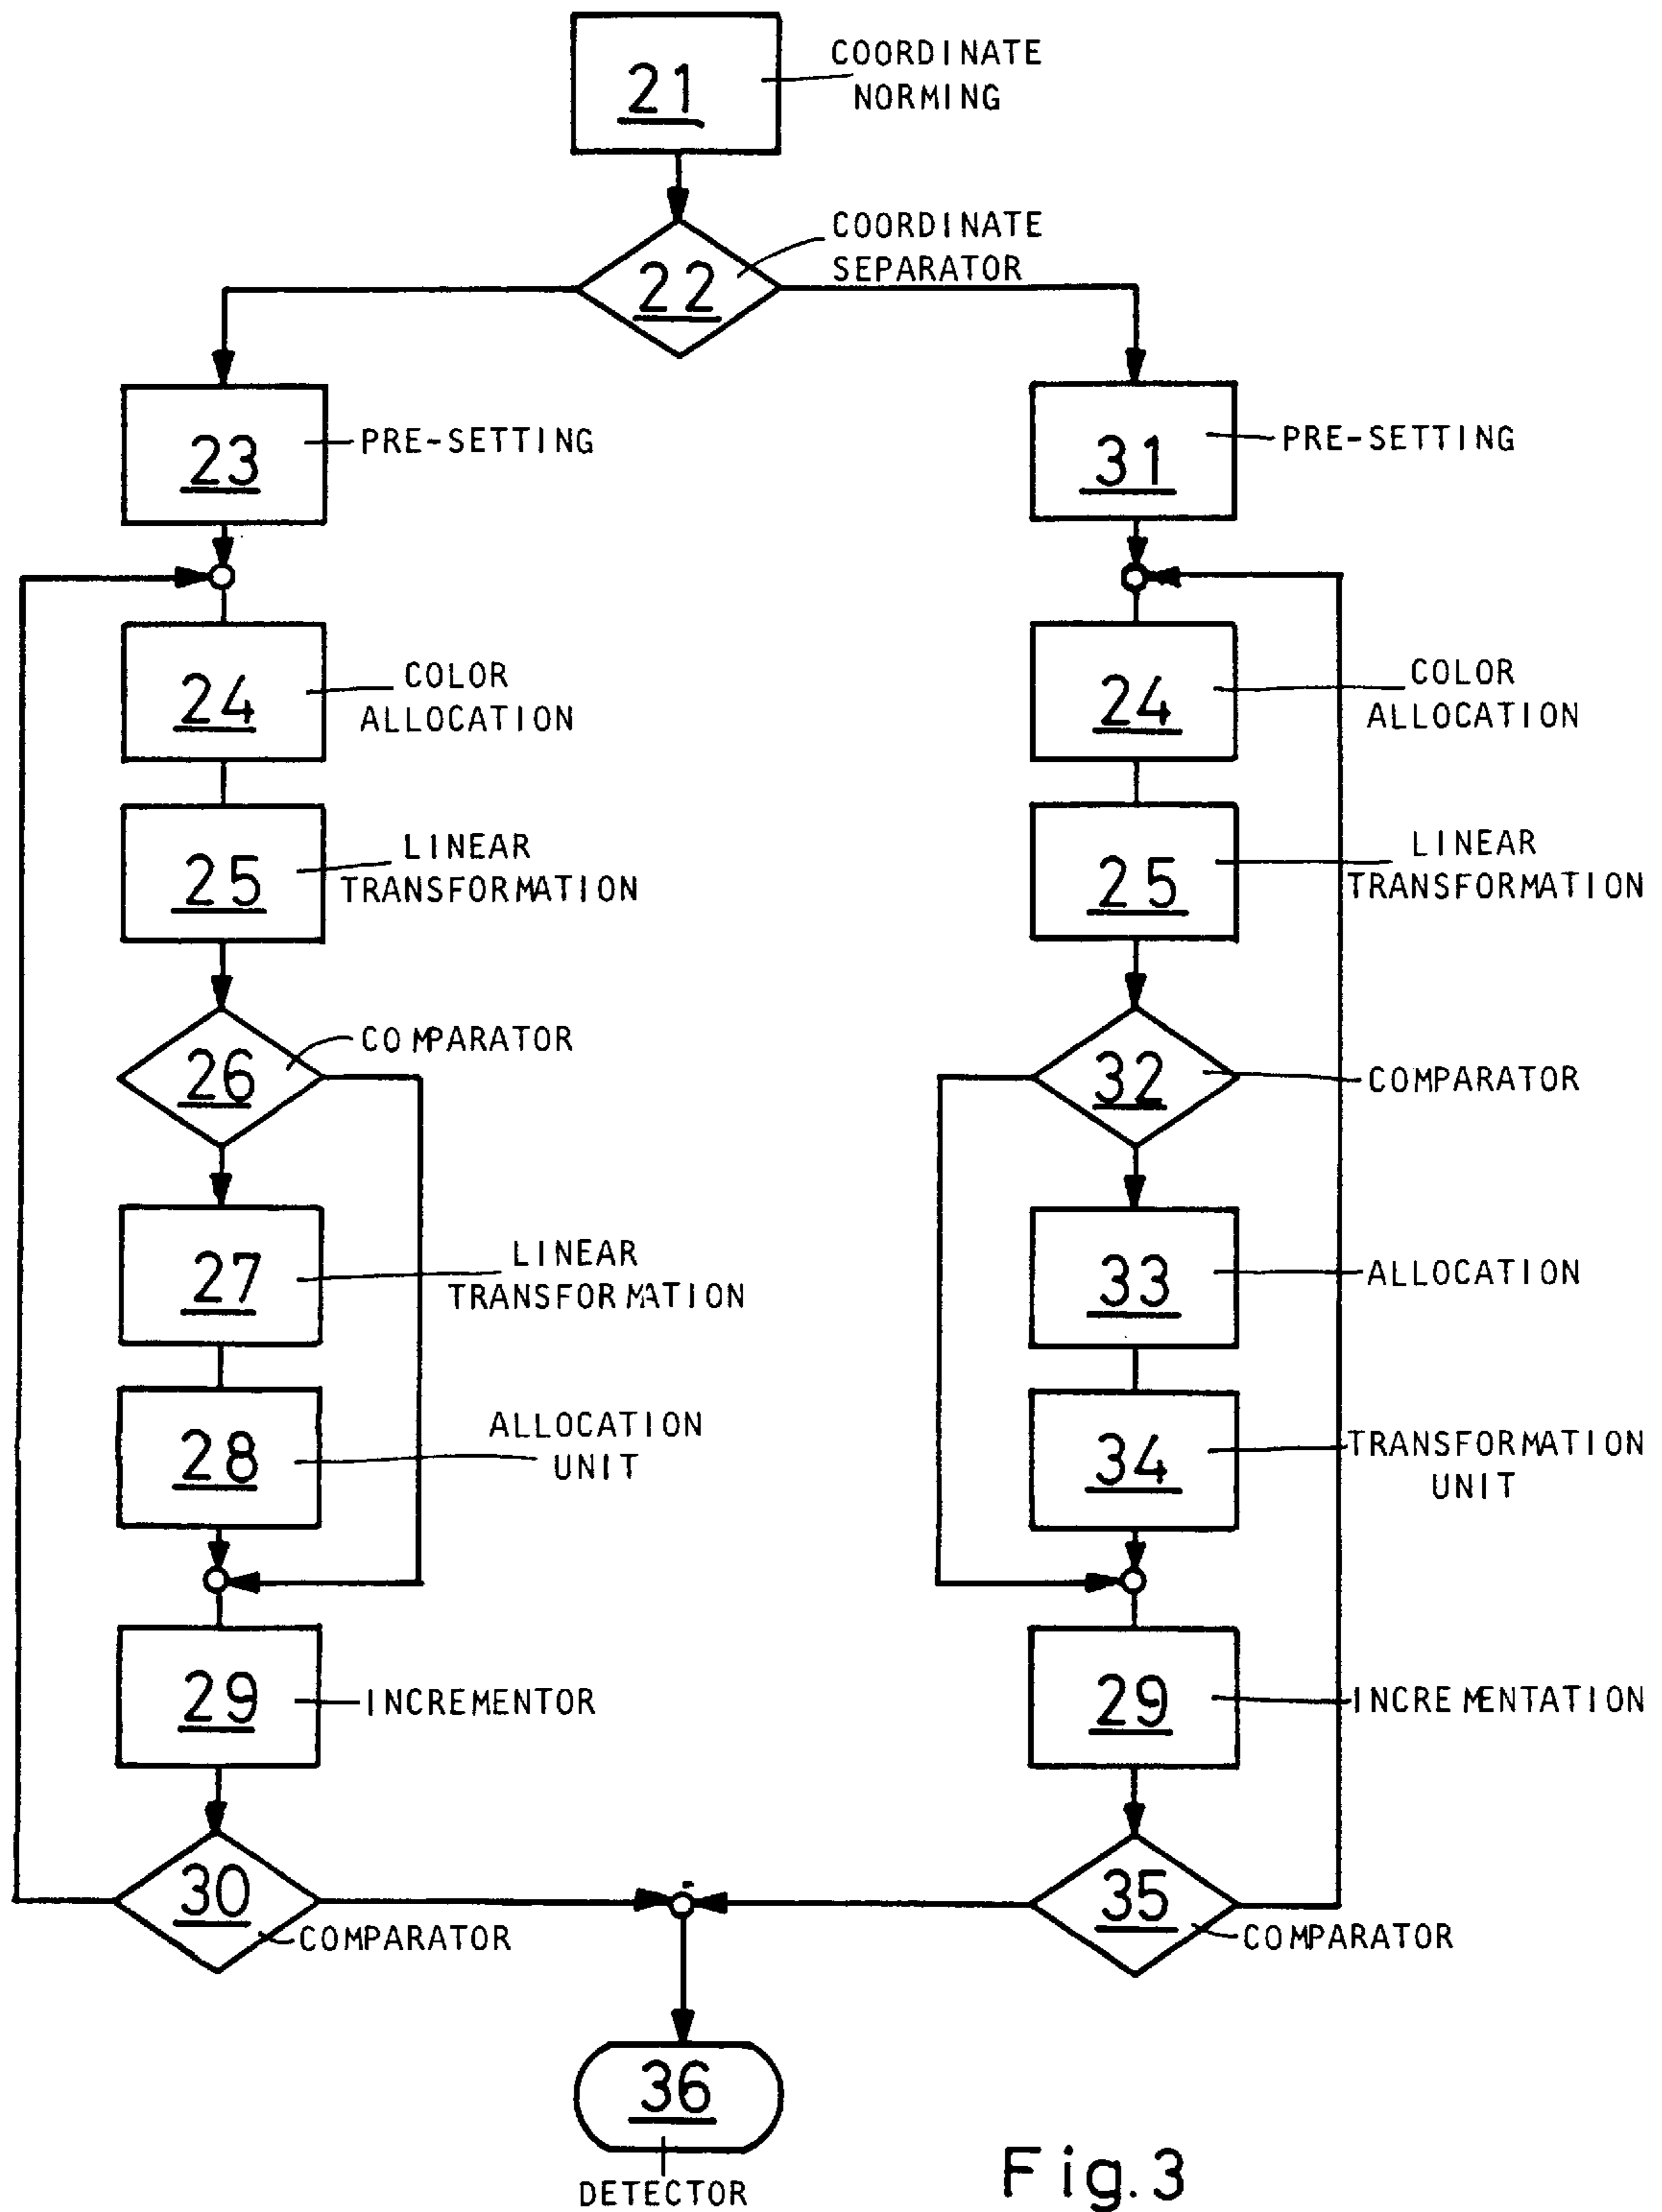 21
COORDINATE
NORMING
22
COORDINATE
SEPARATOR
23
PRE-SETTING
31
PRE-SETTING
24
COLOR
ALLOCATION
24
COLOR
ALLOCATION
25
LINEAR
TRANSFORMATION
25
LINEAR
TRANSFORMATION
26
COMPARATOR
32
COMPARATOR
27
LINEAR
TRANSFORMATION
33
ALLOCATION
28
ALLOCATION
UNIT
34
TRANSFORMATION
UNIT
29
INCREMENTOR
29
INCREMENTATION
30
COMPARATOR
35
COMPARATOR
36
DETECTOR
Fig.3